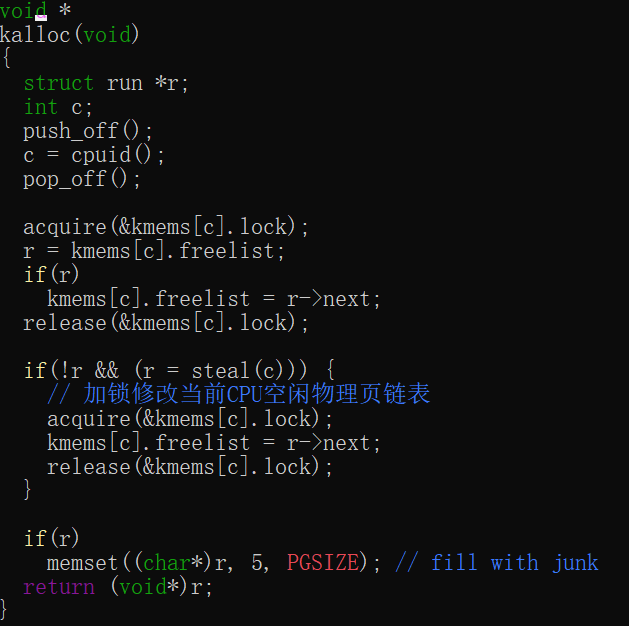 void *
kalloc(void)
{
  struct run *r;
  int c;
  push_off();
  c = cpuid();
  pop_off();

  acquire(&kmems[c].lock);
  r = kmems[c].freelist;
  if(r)
    kmems[c].freelist = r->next;
  release(&kmems[c].lock);

  if(!r && (r = steal(c))) {
    // 加锁修改当前CPU空闲物理页链表
    acquire(&kmems[c].lock);
    kmems[c].freelist = r->next;
    release(&kmems[c].lock);
  }

  if(r)
    memset((char*)r, 5, PGSIZE); // fill with junk
  return (void*)r;
}